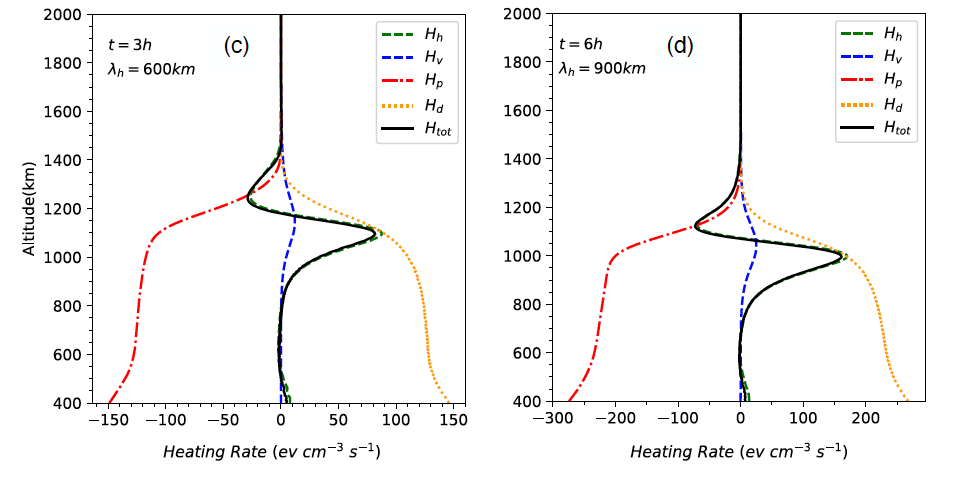 2000
1800
1600
1400
1200
1000
800
600
400
Altitude(km)
t = 3h
λh = 600km
(c)
Hh
Hv
Hp
Hd
Htot
−150 −100 −50 0 50 100 150
Heating Rate (ev cm−3 s−1)
2000
1800
1600
1400
1200
1000
800
600
400
t = 6h
λh = 900km
(d)
Hh
Hv
Hp
Hd
Htot
−300 −200 −100 0 100 200
Heating Rate (ev cm−3 s−1)